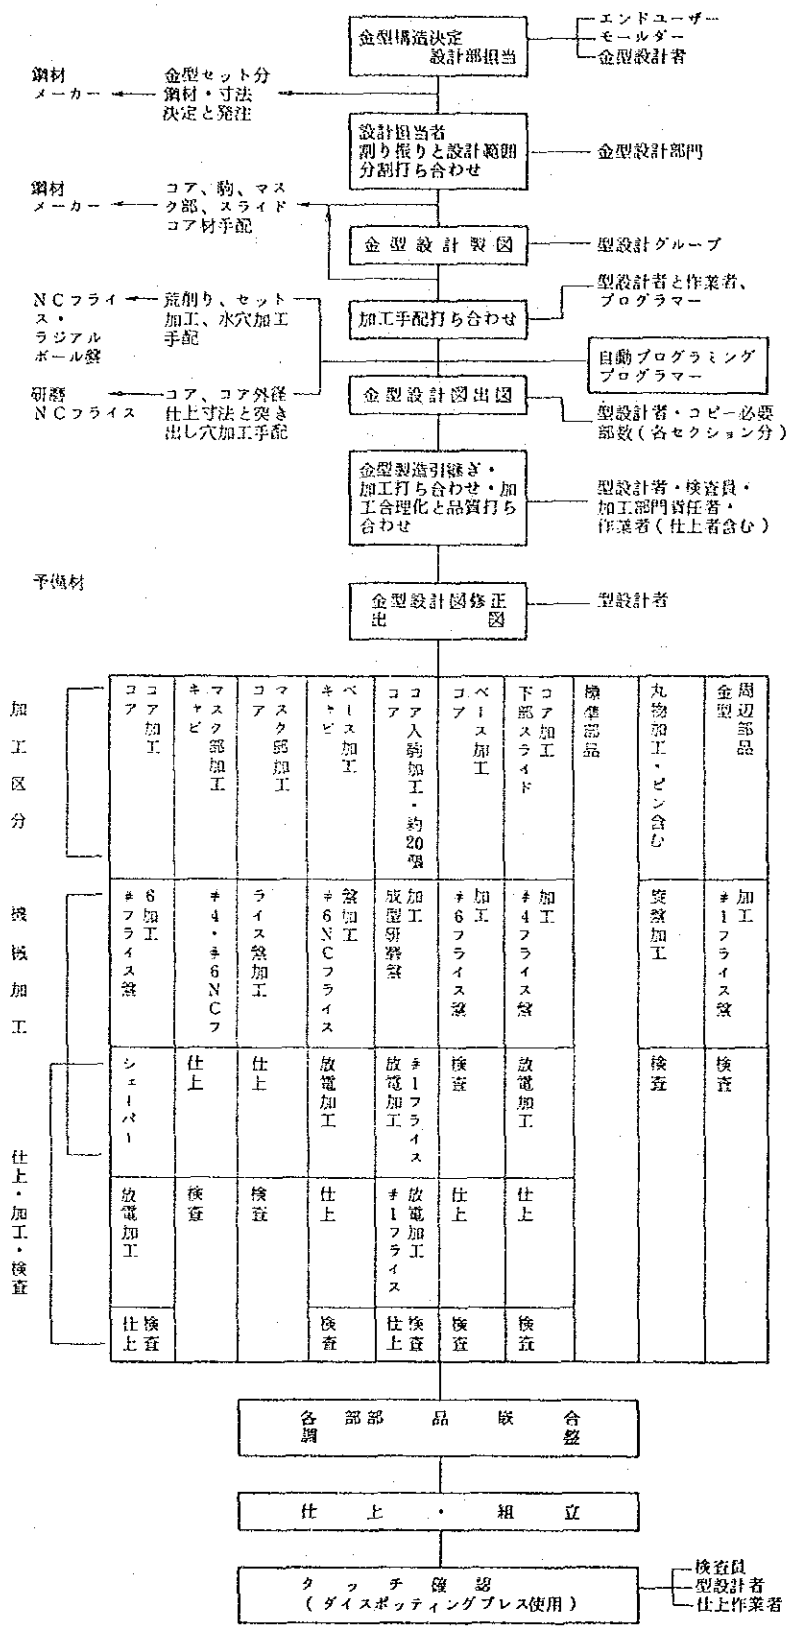 金型構造決定
設計部担当
エンドユーザー
モールダー
金型設計者
鋼材
メーカー
金型セット分
鋼材・寸法
決定と発注
設計担当者
割り振りと設計範囲
分割打ち合わせ
金型設計部門
鋼材
メーカー
コア、駒、マス
ク部、スライド
コア材手配
金型設計製図
型設計グループ
型設計者と作業者、
プログラマー
加工手配打ち合わせ
NCフライ
ス・
ラジアル
ボール盤
荒削り、セット
加工、水穴加工
手配
自動プログラミング
プログラマー
研磨
NCフライス
コア、コア外径
仕上寸法と突き
出し穴加工手配
金型設計図出図
型設計者・コピー必要
部数(各セクション分)
金型製造引継ぎ・
加工打ち合わせ・加
工合理化と品質打ち
合わせ
型設計者・検査員・
加工部門責任者・
作業者(仕上者含む)
予備材
金型設計図修正
出図
型設計者
加工区分
コア加工
コア
マスク部加工
キャビ
マスク部加工
コア
ベース加工
キャビ
コア入駒加工・約20個
コア
ベース加工
コア
コア加工
下部スライド
標準部品
丸物加工・ピン含む
周辺部品
金型
機械加工
6加工
#フライス盤
#4・#6NCフ
ライス盤加工
盤加工
#6NCフライス
加工
成型研磨盤
加工
#6フライス盤
加工
#4フライス盤
旋盤加工
加工
#1フライス盤
仕上・加工・検査
シェーパー
仕上
仕上
放電加工
#1フライス
放電加工
検査
放電加工
検査
検査
放電加工
検査
検査
仕上
放電加工
#1フライス
仕上
仕上
検査
仕上
検査
検査
仕上
検査
検査
各部部品嵌合
調整
仕上・組立
タッチ確認
(ダイスポッティングプレス使用)
検査員
型設計者
仕上作業者